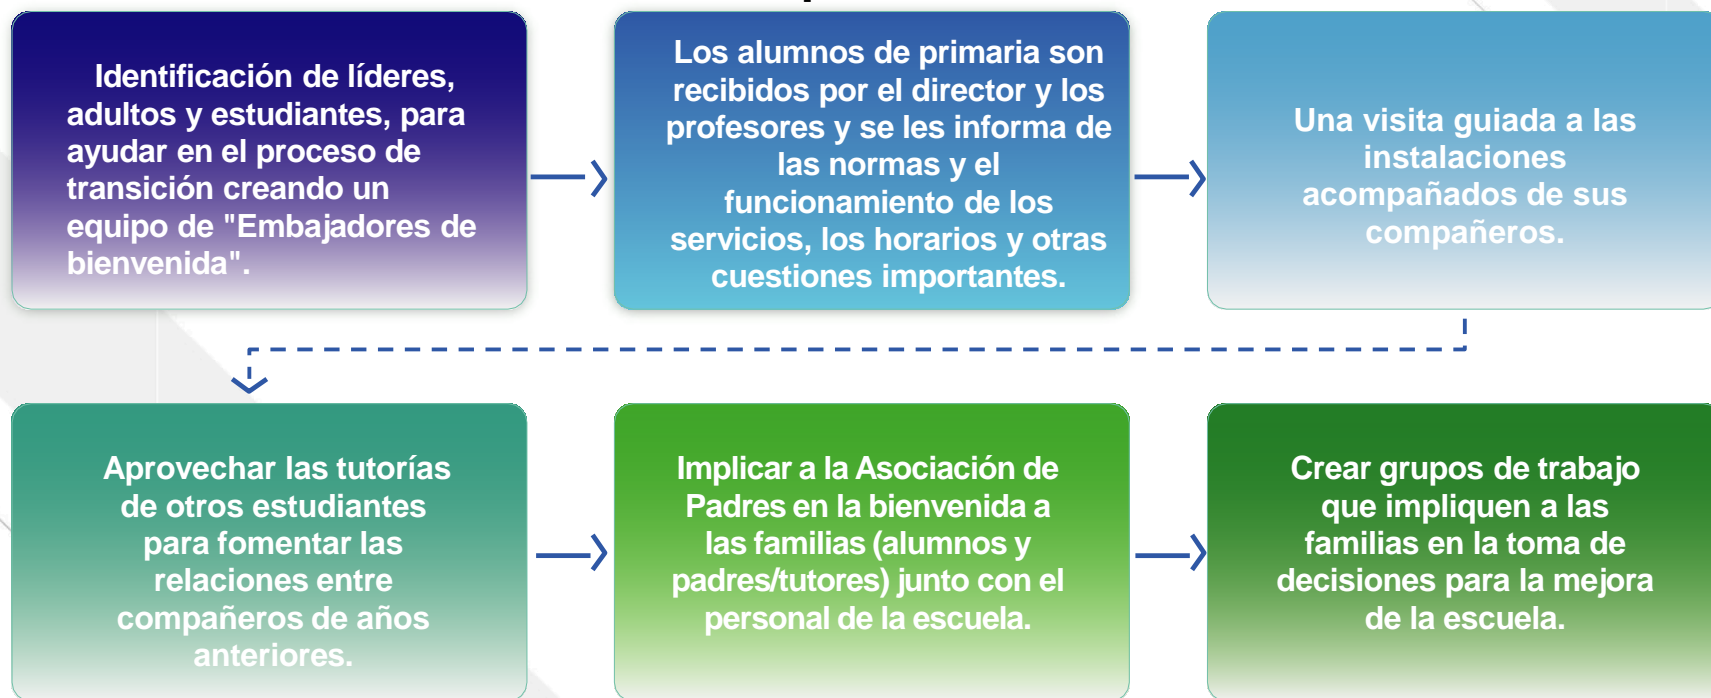 Identificación de líderes,
adultos y estudiantes, para
ayudar en el proceso de
transición creando un
equipo de "Embajadores de
bienvenida".
Los alumnos de primaria son
recibidos por el director y los
profesores y se les informa de
las normas y el
funcionamiento de los
servicios, los horarios y otras
cuestiones importantes.
Una visita guiada a las
instalaciones
acompañados de sus
compañeros.
Aprovechar las tutorías
de otros estudiantes
para fomentar las
relaciones entre
compañeros de años
anteriores.
Implicar a la Asociación de
Padres en la bienvenida a
las familias (alumnos y
padres/tutores) junto con el
personal de la escuela.
Crear grupos de trabajo
que impliquen a las
familias en la toma de
decisiones para la mejora
de la escuela.